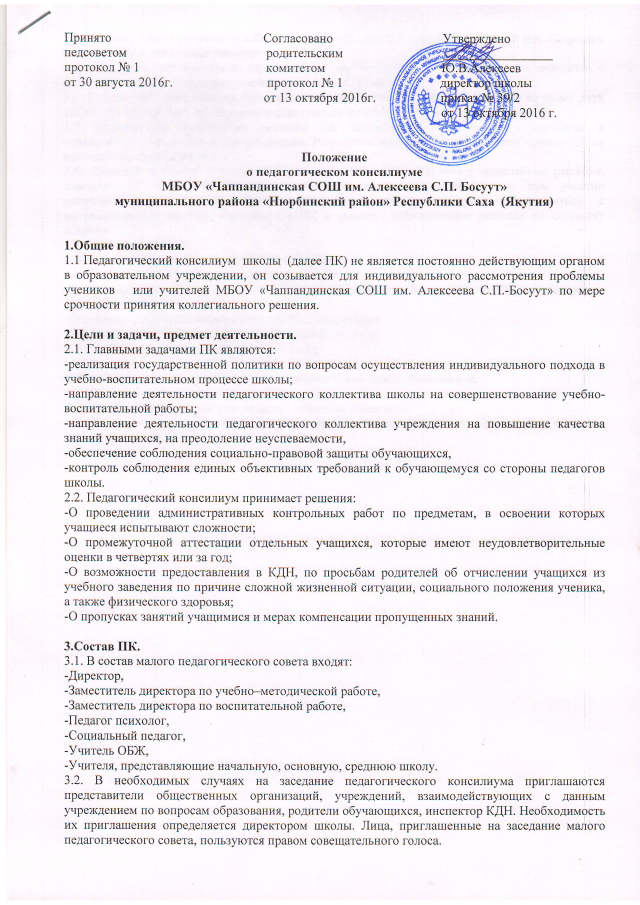 Принято Согласовано Утверждено
педсоветом родительским
протокол № 1 комитетом Ю.В.Алексеев
от 30 августа 2016г. протокол № 1 директор школы
от 13 октября 2016г. приказ № 39/2
от 13 октября 2016 г.
Положение
о педагогическом консилиуме
МБОУ «Чаппандинская СОШ им. Алексеева С.П. Босуут»
муниципального района «Нюрбинский район» Республики Саха (Якутия)
1.Общие положения.
1.1 Педагогический консилиум школы (далее ПК) не является постоянно действующим органом
в образовательном учреждении, он созывается для индивидуального рассмотрения проблемы
учеников или учителей МБОУ «Чаппандинская СОШ им. Алексеева С.П.-Босуут» по мере
срочности принятия коллегиального решения.
2.Цели и задачи, предмет деятельности.
2.1. Главными задачами ПК являются:
-реализация государственной политики по вопросам осуществления индивидуального подхода в
учебно-воспитательном процессе школы;
-направление деятельности педагогического коллектива школы на совершенствование учебно-
воспитательной работы;
-направление деятельности педагогического коллектива учреждения на повышение качества
знаний учащихся, на преодоление неуспеваемости,
-обеспечение соблюдения социально-правовой защиты обучающихся,
-контроль соблюдения единых объективных требований к обучающемуся со стороны педагогов
школы.
2.2. Педагогический консилиум принимает решения:
-О проведении административных контрольных работ по предметам, в освоении которых
учащиеся испытывают сложности;
-О промежуточной аттестации отдельных учащихся, которые имеют неудовлетворительные
оценки в четвертях или за год;
-О возможности предоставления в КДН, по просьбам родителей об отчислении учащихся из
учебного заведения по причине сложной жизненной ситуации, социального положения ученика,
а также физического здоровья;
-О пропусках занятий учащимися и мерах компенсации пропущенных знаний.
3.Состав ПК.
3.1. В состав малого педагогического совета входят:
-Директор,
-Заместитель директора по учебно–методической работе,
-Заместитель директора по воспитательной работе,
-Педагог психолог,
-Социальный педагог,
-Учитель ОБЖ,
-Учителя, представляющие начальную, основную, среднюю школу.
3.2. В необходимых случаях на заседание педагогического консилиума приглашаются
представители общественных организаций, учреждений, взаимодействующих с данным
учреждением по вопросам образования, родители обучающихся, инспектор КДН. Необходимость
их приглашения определяется директором школы. Лица, приглашенные на заседание малого
педагогического совета, пользуются правом совещательного голоса.